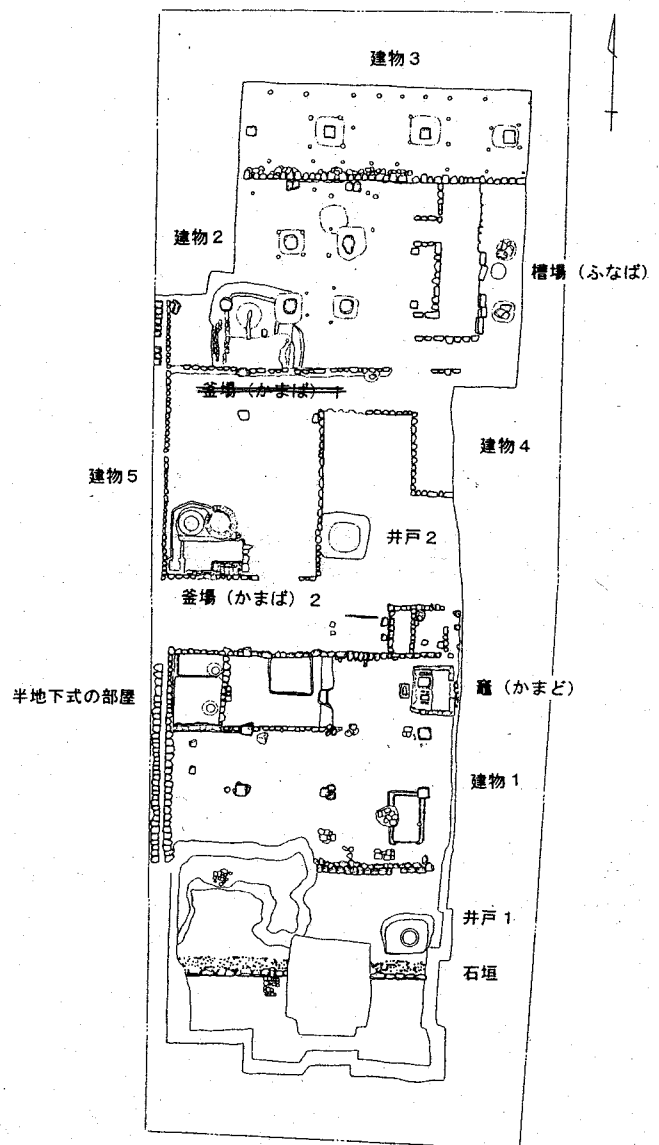 建物3
建物2
槽場（ふなば）
釜場（かまば）1
建物4
建物5
井戸2
釜場（かまば）2
半地下式の部屋
竈（かまど）
建物1
井戸1
石垣